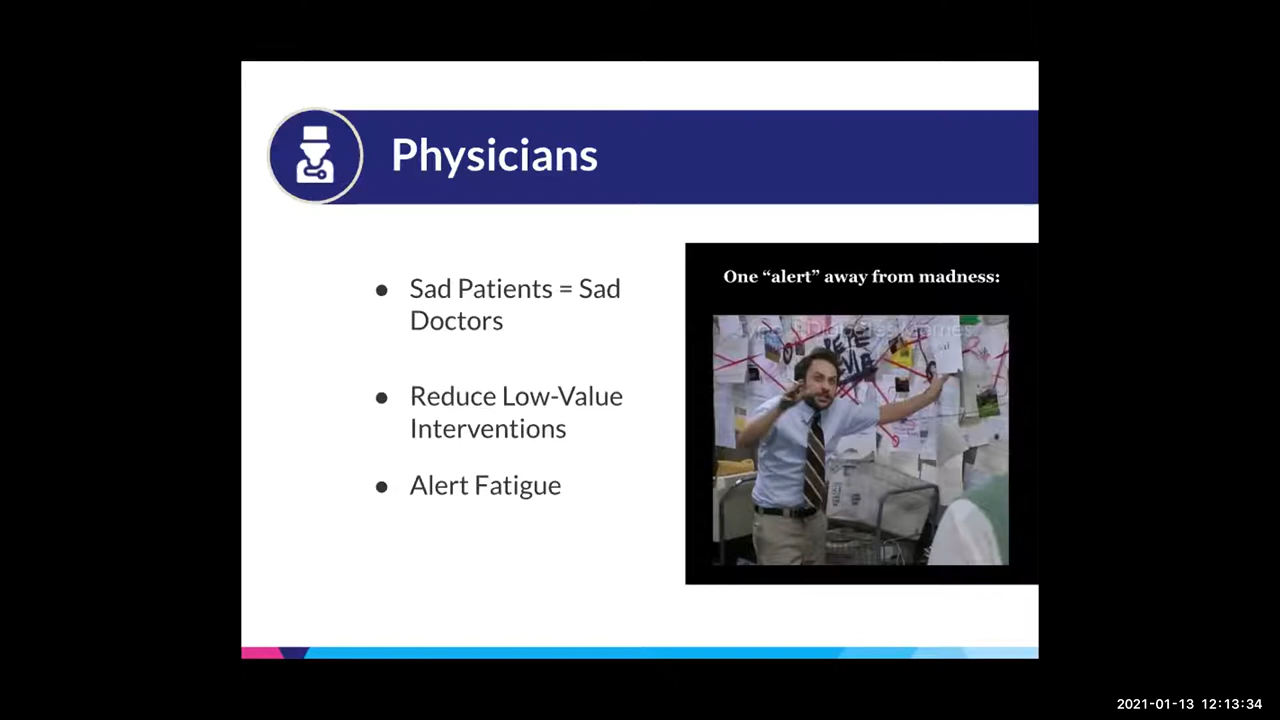 Physicians
● Sad Patients = Sad
Doctors
● Reduce Low-Value
Interventions
● Alert Fatigue
One “alert” away from madness:
2021-01-13 12:13:34